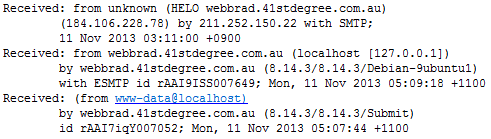 Received: from unknown (HELO webbrad.41stdegree.com.au)
(184.106.228.78) by 211.252.150.22 with SMTP;
11 Nov 2013 03:11:00 +0900
Received: from webbrad.41stdegree.com.au (localhost [127.0.0.1])
by webbrad.41stdegree.com.au (8.14.3/8.14.3/Debian-9ubuntu1)
with ESMTP id rAAI9ISS007649; Mon, 11 Nov 2013 05:09:18 +1100
Received: (from www-data@localhost)
by webbrad.41stdegree.com.au (8.14.3/8.14.3/Submit)
id rAAI7iqY007052; Mon, 11 Nov 2013 05:07:44 +1100